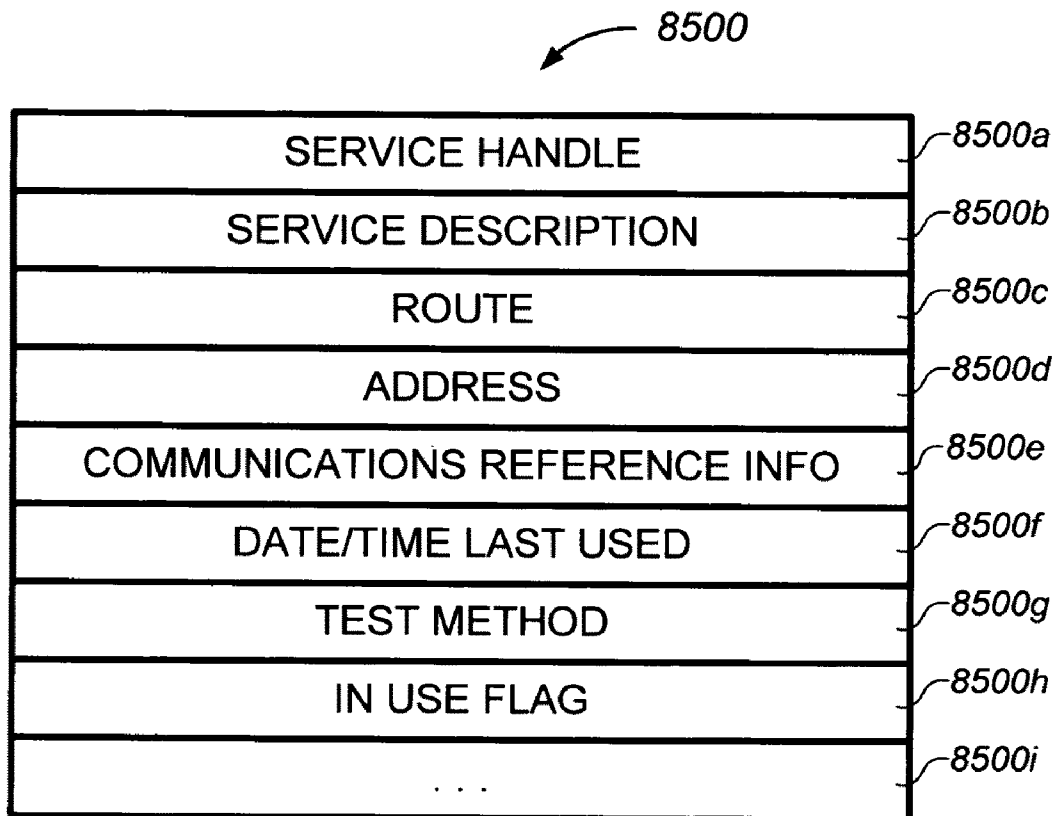 8500
SERVICE HANDLE 8500a
SERVICE DESCRIPTION 8500b
ROUTE 8500c
ADDRESS 8500d
COMMUNICATIONS REFERENCE INFO 8500e
DATE/TIME LAST USED 8500f
TEST METHOD 8500g
IN USE FLAG 8500h
. . . 8500i